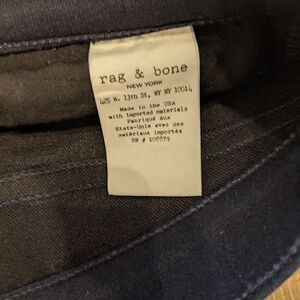 rag & bone
NEW YORK
425 W. 13th St, NY NY 10014
Made in the USA
with imported materials
Fabriqué Aux
Etats-Unis avec des
matériaux importés
RN # 108879